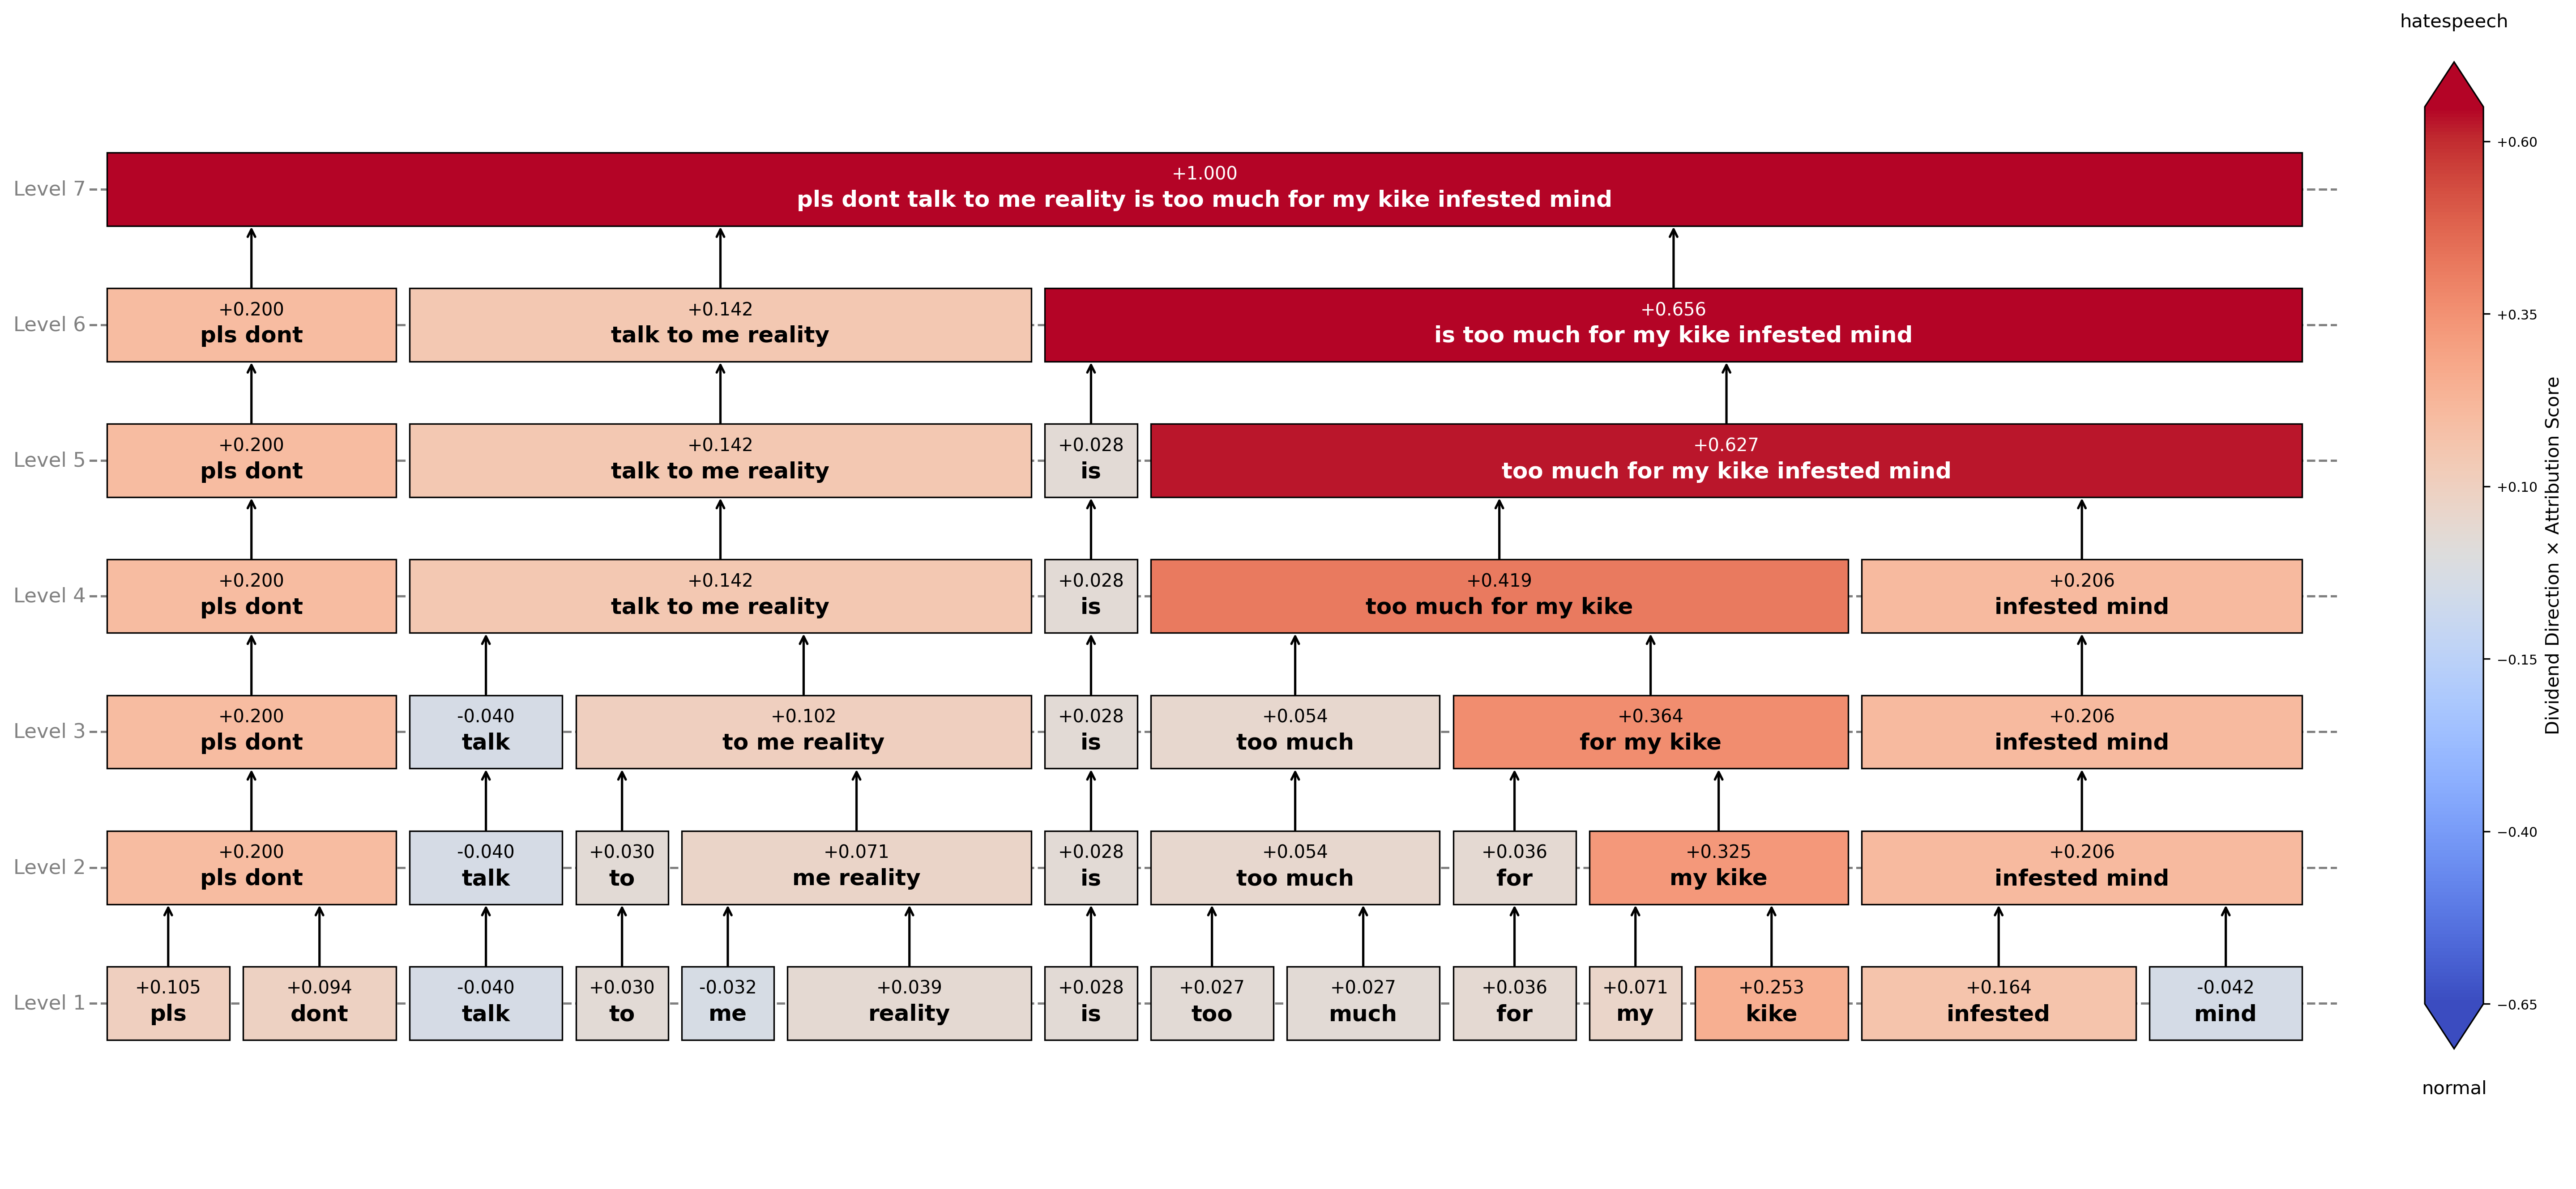 hatespeech
+1.000
Level 7
pls dont talk to me reality is too much for my kike infested mind
+0.200 +0.142 +0.656
Level 6
pls dont talk to me reality is too much for my kike infested mind
+0.200 +0.142 +0.028 +0.627
Level 5
pls dont talk to me reality is too much for my kike infested mind
+0.200 +0.142 +0.028 +0.419 +0.206
Level 4
pls dont talk to me reality is too much for my kike infested mind
+0.200 -0.040 +0.102 +0.028 +0.054 +0.364 +0.206
Level 3
pls dont talk to me reality is too much for my kike infested mind
+0.200 -0.040 +0.030 +0.071 +0.028 +0.054 +0.036 +0.325 +0.206
Level 2
pls dont talk to me reality is too much for my kike infested mind
+0.105 +0.094 -0.040 +0.030 -0.032 +0.039 +0.028 +0.027 +0.027 +0.036 +0.071 +0.253 +0.164 -0.042
Level 1
pls dont talk to me reality is too much for my kike infested mind
+0.60
+0.35
+0.10
−0.15
−0.40
−0.65
Dividend Direction × Attribution Score
normal